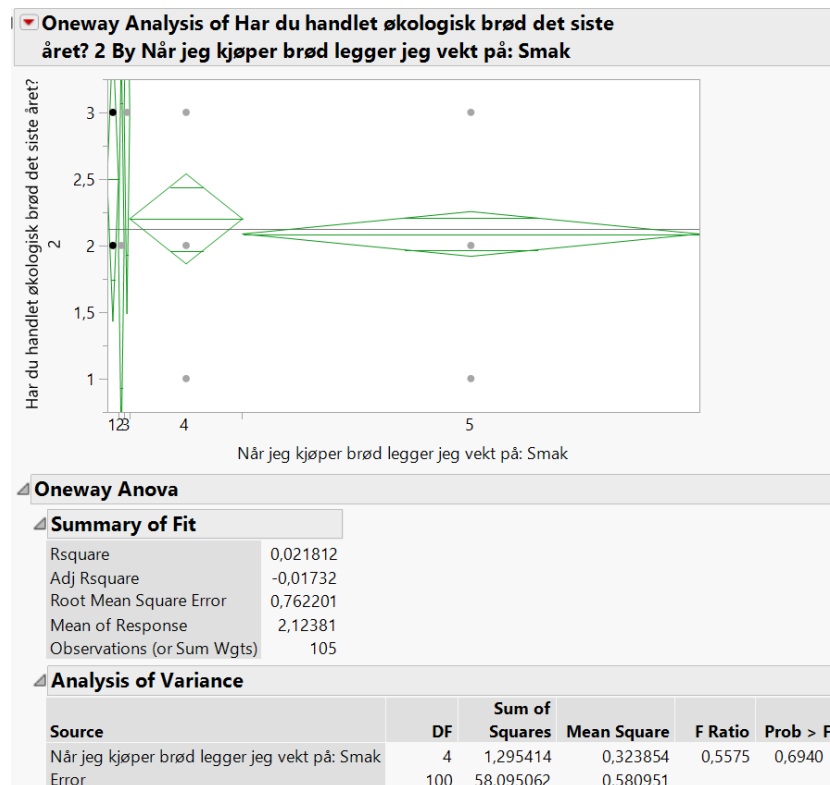 Oneway Analysis of Har du handlet økologisk brød det siste
året? 2 By Når jeg kjøper brød legger jeg vekt på: Smak
Har du handlet økologisk brød det siste året?
2
3
2,5
2
1,5
1
1 2 3 4 5
Når jeg kjøper brød legger jeg vekt på: Smak
Oneway Anova
Summary of Fit
Rsquare 0,021812
Adj Rsquare -0,01732
Root Mean Square Error 0,762201
Mean of Response 2,12381
Observations (or Sum Wgts) 105
Analysis of Variance
Sum of
Source DF Squares Mean Square F Ratio Prob > F
Når jeg kjøper brød legger jeg vekt på: Smak 4 1,295414 0,323854 0,5575 0,6940
Error 100 58,095062 0,580951